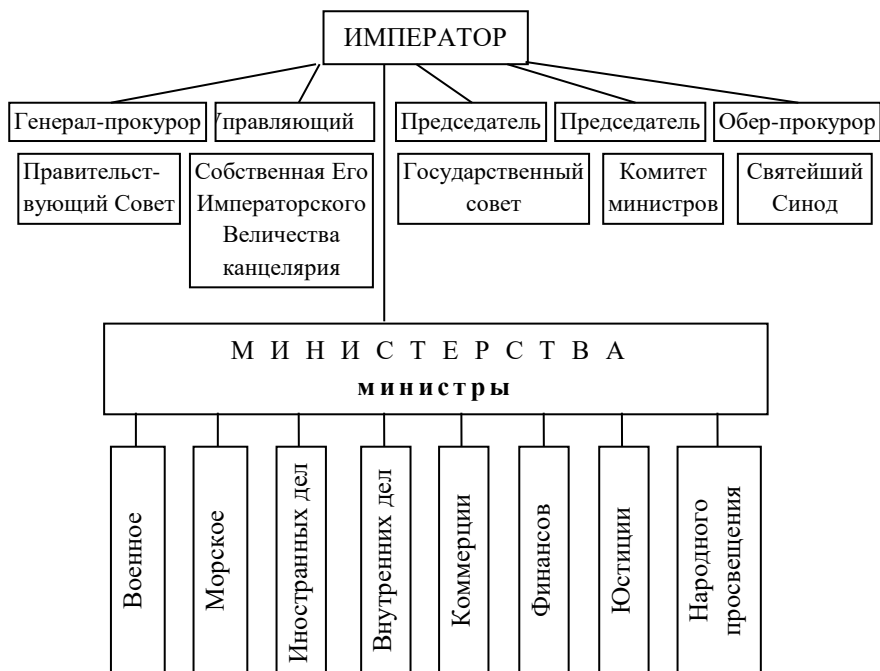 ИМПЕРАТОР
Генерал-прокурор
Управляющий
Председатель
Председатель
Обер-прокурор
Правительст-
вующий Совет
Собственная Его
Императорского
Величества
канцелярия
Государственный
совет
Комитет
министров
Святейший
Синод
МИНИСТЕРСТВА
министры
Военное
Морское
Иностранных дел
Внутренних дел
Коммерции
Финансов
Юстиции
Народного
просвещения